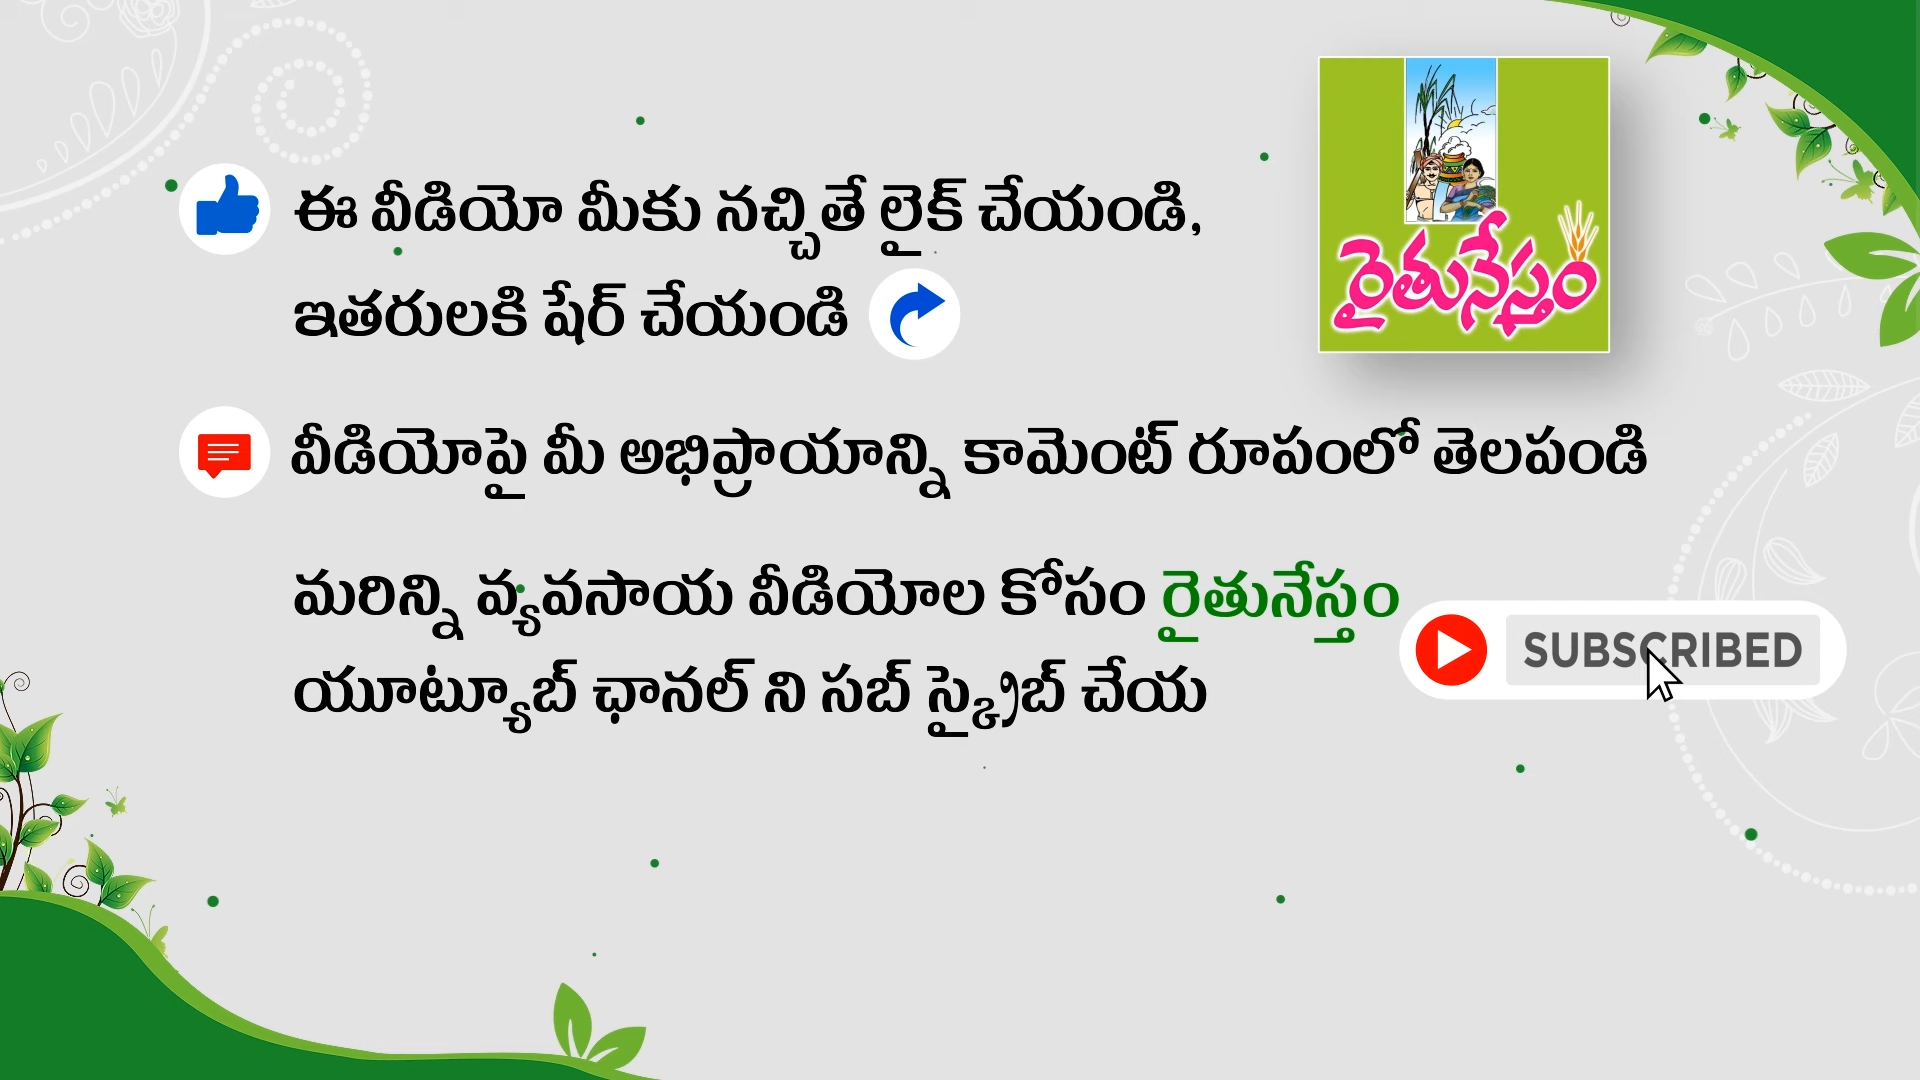 ఈ వీడియో మీకు నచ్చితే లైక్ చేయండి,
ఇతరులకి షేర్ చేయండి
రైతునేస్తం
వీడియోపై మీ అభిప్రాయాన్ని కామెంట్ రూపంలో తెలపండి
మరిన్ని వ్యవసాయ వీడియోల కోసం రైతునేస్తం
యూట్యూబ్ ఛానల్ ని సబ్ స్క్రైబ్ చేయ
SUBSCRIBED